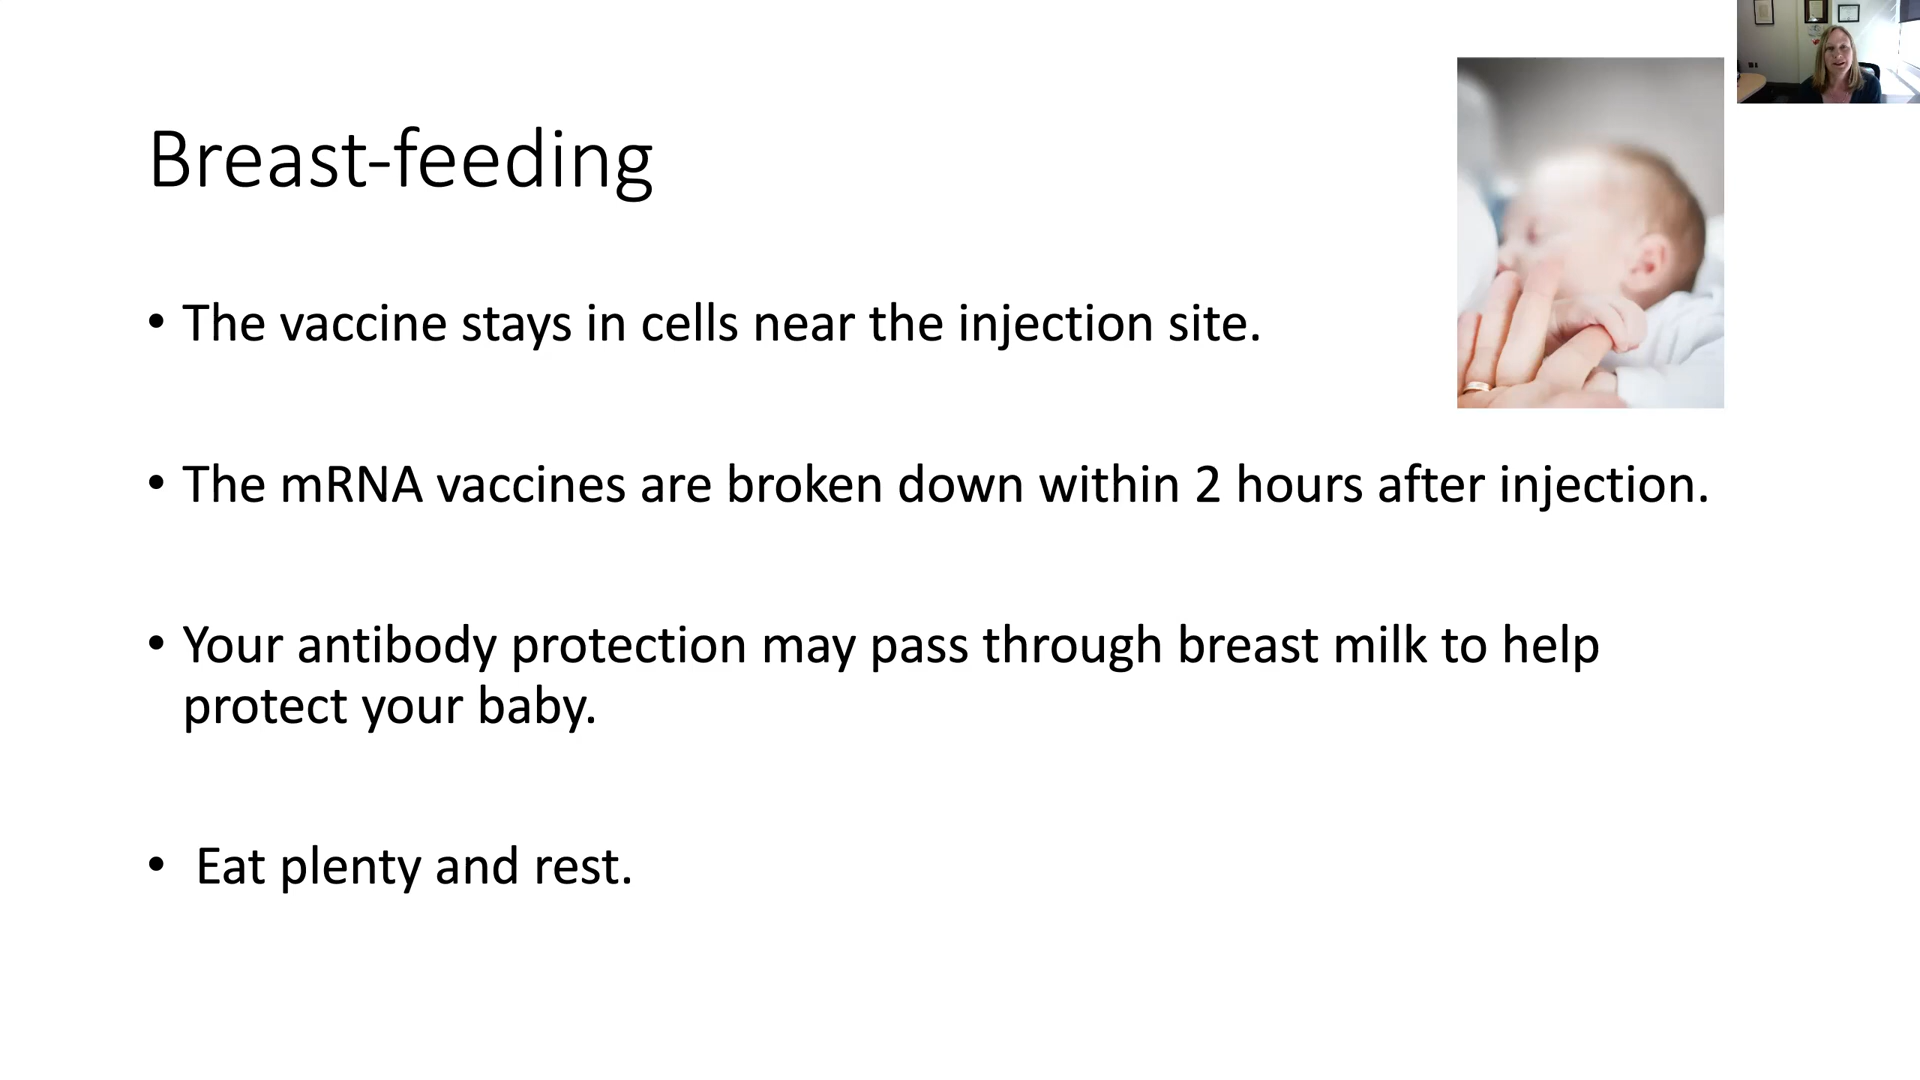 Breast-feeding
• The vaccine stays in cells near the injection site.
• The mRNA vaccines are broken down within 2 hours after injection.
• Your antibody protection may pass through breast milk to help
protect your baby.
• Eat plenty and rest.